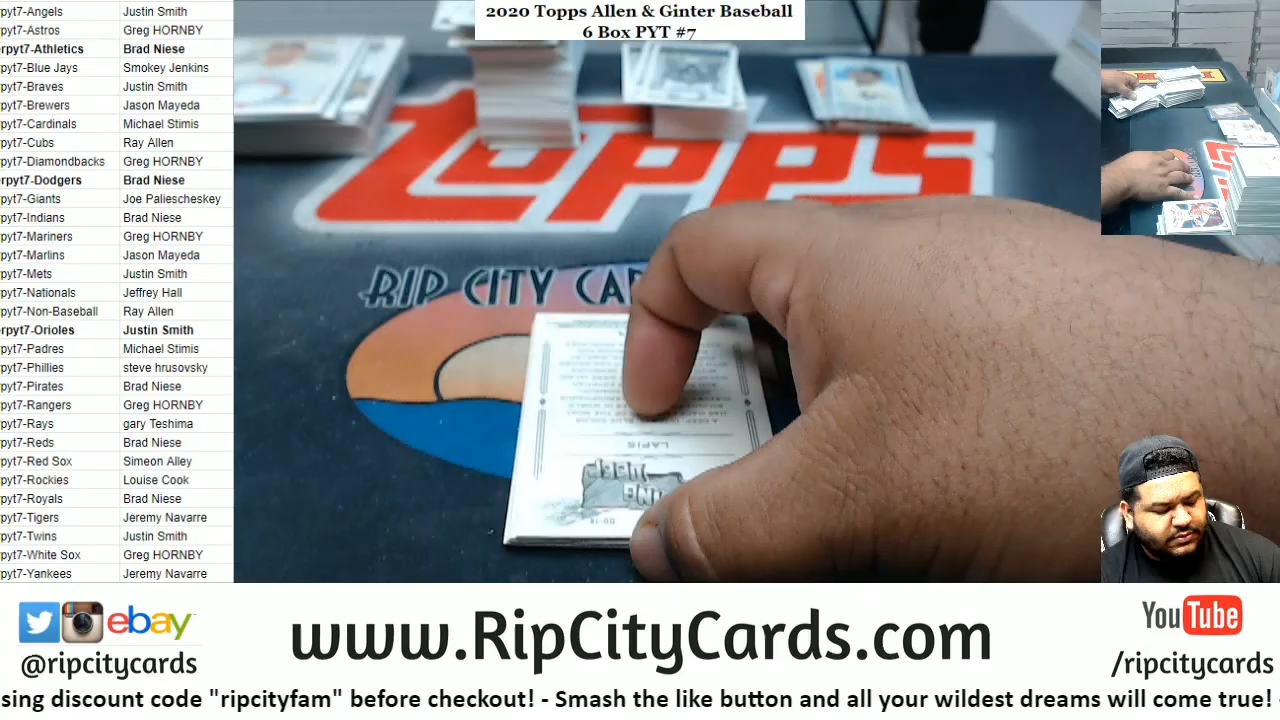 2020 Topps Allen & Ginter Baseball
6 Box PYT #7
pyt7-Angels Justin Smith
pyt7-Astros Greg HORNBY
rpyt7-Athletics Brad Niese
pyt7-Blue Jays Smokey Jenkins
pyt7-Braves Justin Smith
pyt7-Brewers Jason Mayeda
pyt7-Cardinals Michael Stimis
pyt7-Cubs Ray Allen
pyt7-Diamondbacks Greg HORNBY
erpyt7-Dodgers Brad Niese
pyt7-Giants Joe Paliescheskey
pyt7-Indians Brad Niese
pyt7-Mariners Greg HORNBY
pyt7-Marlins Jason Mayeda
pyt7-Mets Justin Smith
pyt7-Nationals Jeffrey Hall
pyt7-Non-Baseball Ray Allen
erpyt7-Orioles Justin Smith
pyt7-Padres Michael Stimis
pyt7-Phillies steve hrusovsky
pyt7-Pirates Brad Niese
pyt7-Rangers Greg HORNBY
pyt7-Rays gary Teshima
pyt7-Reds Brad Niese
pyt7-Red Sox Simeon Alley
pyt7-Rockies Louise Cook
pyt7-Royals Brad Niese
pyt7-Tigers Jeremy Navarre
pyt7-Twins Justin Smith
pyt7-White Sox Greg HORNBY
pyt7-Yankees Jeremy Navarre
Topps
RIP CITY
LAPIS
ebay
@ripcitycards
www.RipCityCards.com
YouTube
/ripcitycards
sing discount code "ripcityfam" before checkout! - Smash the like button and all your wildest dreams will come true!